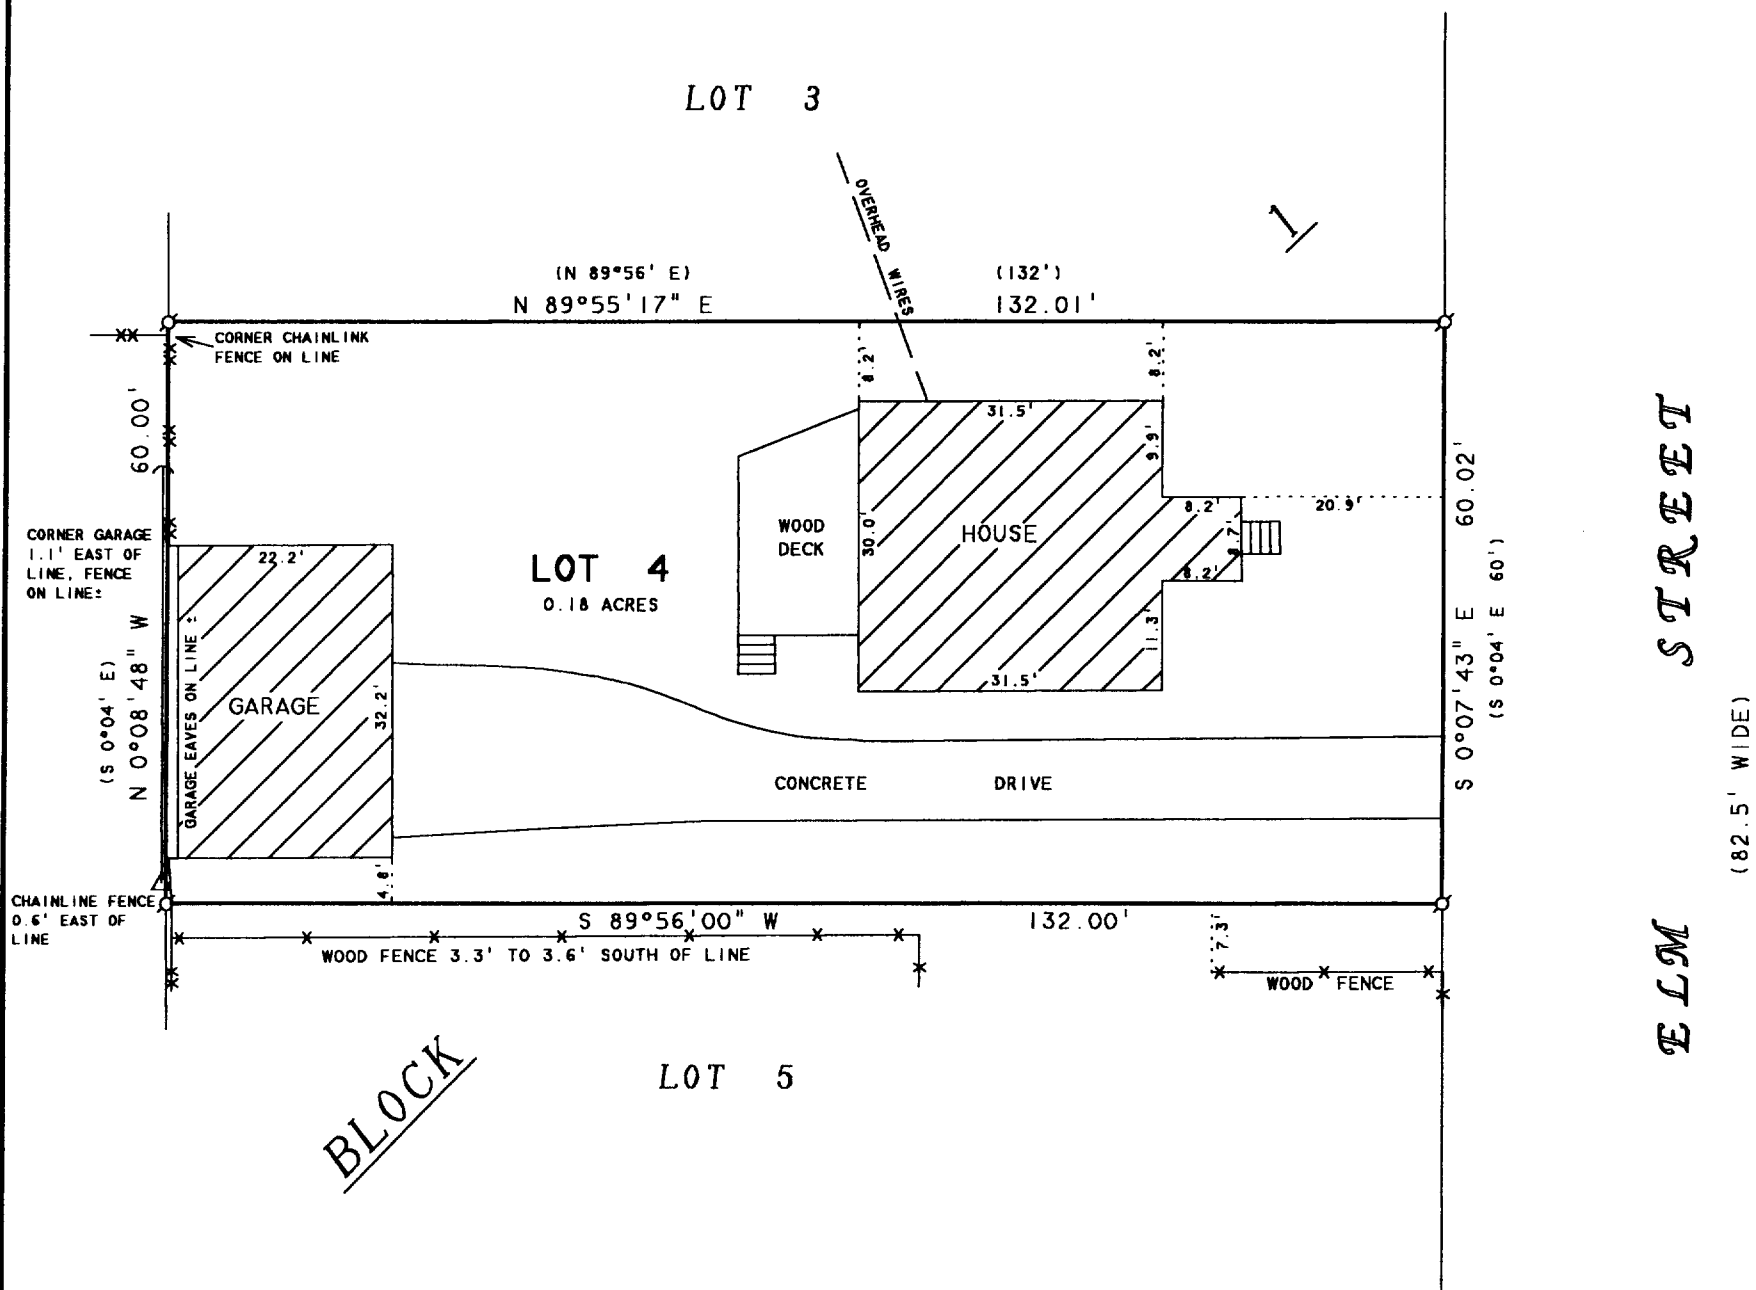 LOT 3
1
OVERHEAD WIRES
(N 89°56' E)
(132')
N 89°55'17" E
132.01'
CORNER CHAINLINK
FENCE ON LINE
60.00'
8.2'
8.2'
31.5'
9.9'
60.02'
8.2'
20.9'
CORNER GARAGE
1.1' EAST OF
LINE, FENCE
ON LINE±
22.2'
WOOD
DECK
30.0'
HOUSE
8.7'
8.2'
LOT 4
0.18 ACRES
11.3'
31.5'
N 0°08'48" W
(S 0°04' E)
GARAGE EAVES ON LINE ±
GARAGE
32.2'
S 0°07'43" E
(S 0°04' E 60')
CONCRETE DRIVE
4.8'
CHAINLINE FENCE
0.6' EAST OF
LINE
S 89°56'00" W
132.00'
WOOD FENCE 3.3' TO 3.6' SOUTH OF LINE
7.3'
WOOD FENCE
BLOCK
LOT 5
ELM STREET
(82.5' WIDE)